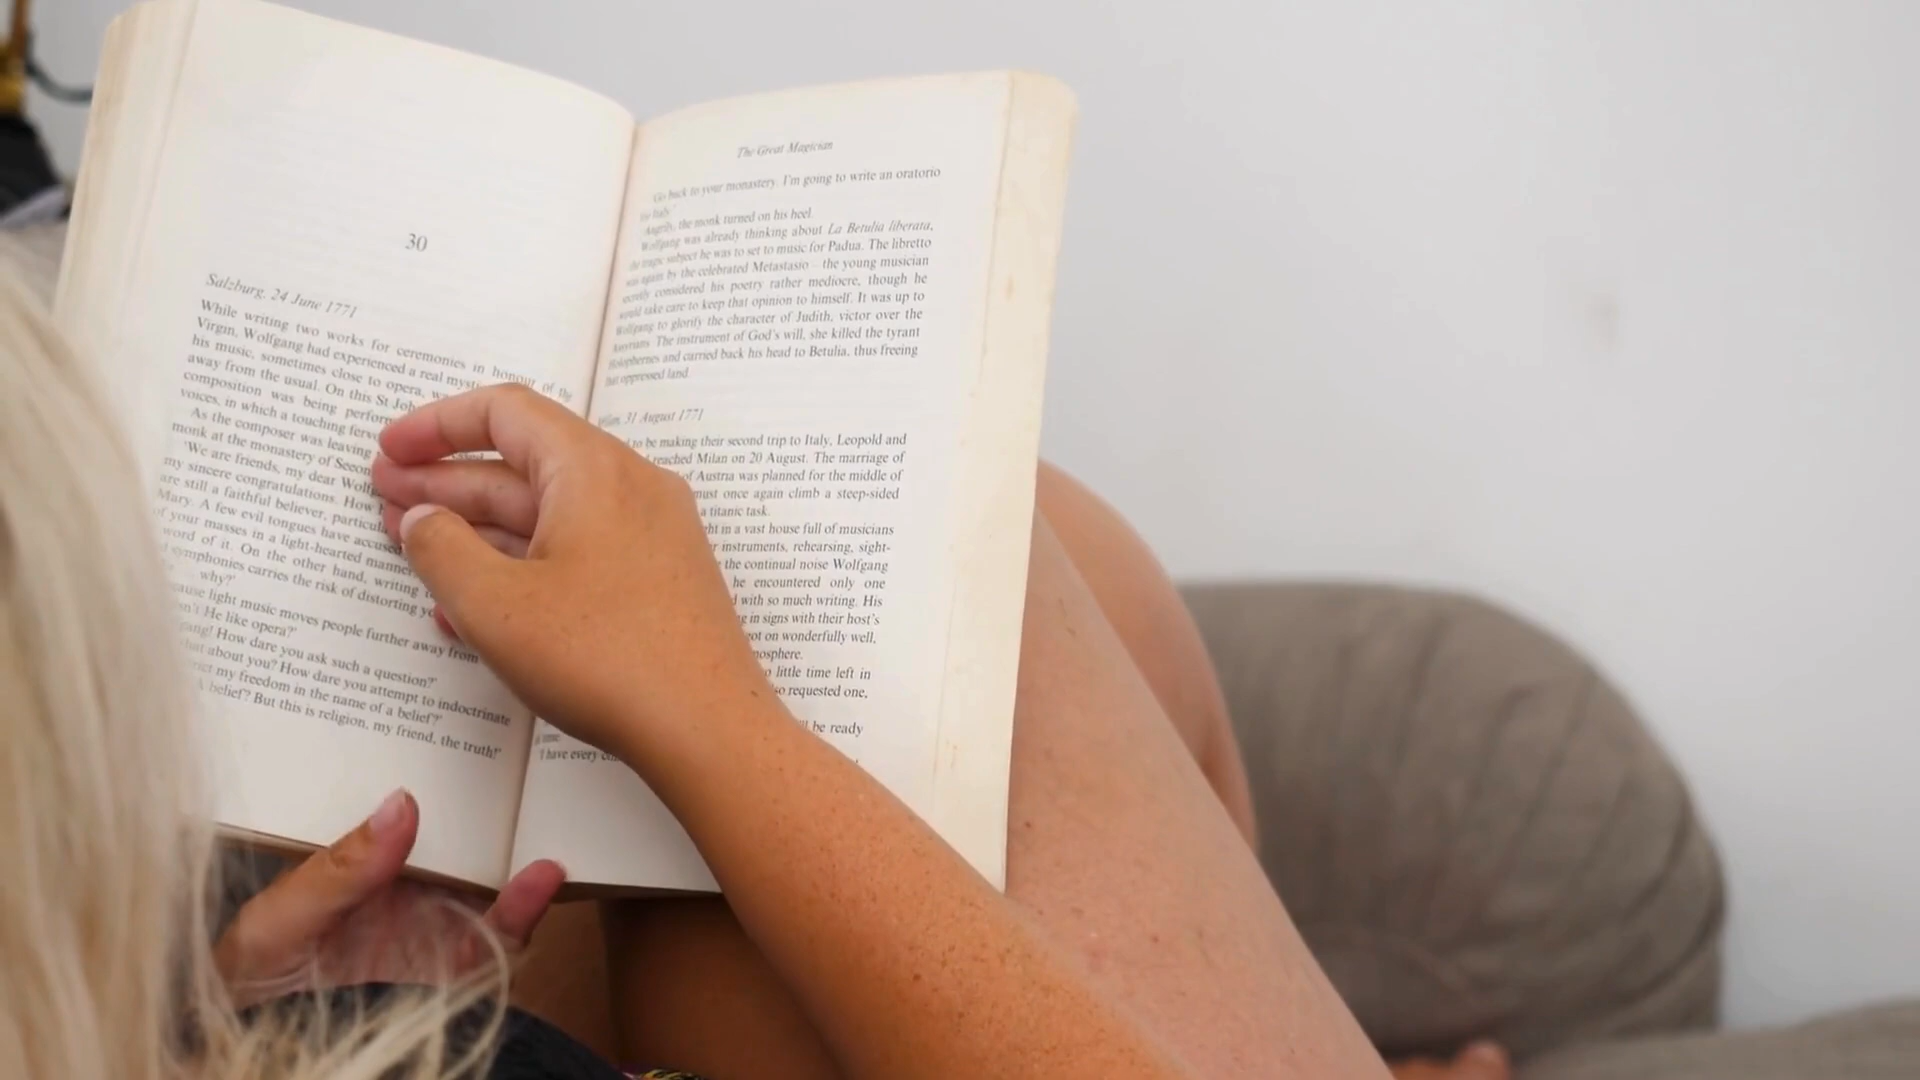 30
Salzburg, 24 June 1771
While writing two works for ceremonies in honour of the
Virgin, Wolfgang had experienced a real
his music, sometimes close to opera,
away from the usual. On this St
composition was being
voices, in which a touching
As the composer was leaving
monk at the monastery of Seeon
'We are friends, my dear
my sincere congratulations. How
are still a faithful believer,
Mary. A few evil tongues have accused
of your masses in a light-hearted manner
word of it. On the other hand, writing
symphonies carries the risk of distorting
why?'
light music moves people further away from
He like opera?'
How dare you ask such a question?'
about you? How dare you attempt to indoctrinate
my freedom in the name of a belief?'
'A belief? But this is religion, my friend, the truth!'
The Great Magician
Go back to your monastery. I'm going to write an oratorio
for Italy.'
Angrily, the monk turned on his heel.
Wolfgang was already thinking about La Betulia liberata,
the tragic subject he was to set to music for Padua. The libretto
was again by the celebrated Metastasio – the young musician
secretly considered his poetry rather mediocre, though he
would take care to keep that opinion to himself. It was up to
Wolfgang to glorify the character of Judith, victor over the
Assyrians. The instrument of God's will, she killed the tyrant
Holophernes and carried back his head to Betulia, thus freeing
that oppressed land.
Milan, 31 August 1771
to be making their second trip to Italy, Leopold and
reached Milan on 20 August. The marriage of
of Austria was planned for the middle of
must once again climb a steep-sided
a titanic task.
in a vast house full of musicians
instruments, rehearsing, sight-
the continual noise Wolfgang
he encountered only one
with so much writing. His
in signs with their host's
got on wonderfully well,
little time left in
so requested one,
be ready
time.
'I have every